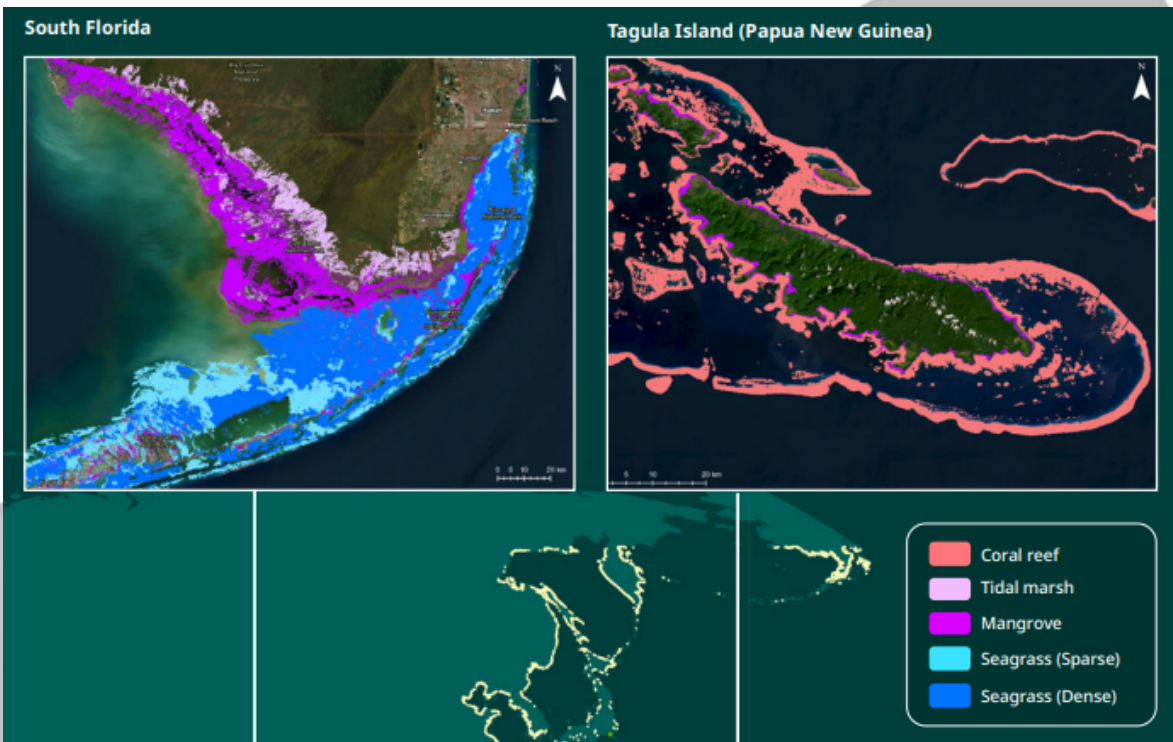 South Florida
Tagula Island (Papua New Guinea)
N
N
0 5 10 20 km
5 10 20 km
Coral reef
Tidal marsh
Mangrove
Seagrass (Sparse)
Seagrass (Dense)